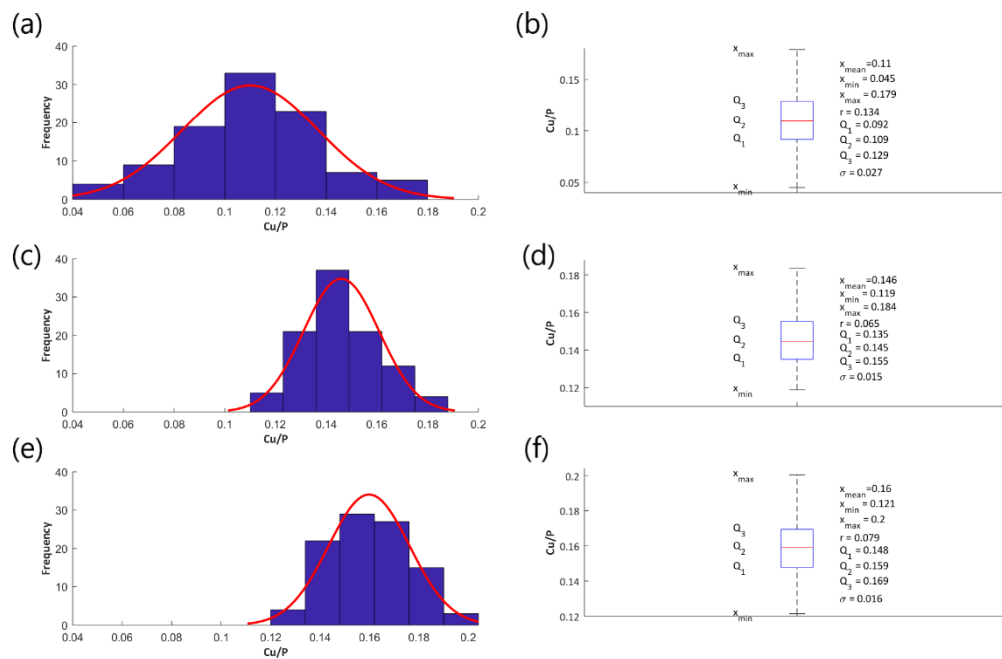 (a)
40
30
20
10
0
Frequency
0.04 0.06 0.08 0.1 0.12 0.14 0.16 0.18 0.2
Cu/P
(b)
0.15
0.1
0.05
Cu/P
xmax
Q3
Q2
Q1
xmin
xmean=0.11
xmin = 0.045
xmax = 0.179
r = 0.134
Q1 = 0.092
Q2 = 0.109
Q3 = 0.129
σ = 0.027
(c)
40
30
20
10
0
Frequency
0.04 0.06 0.08 0.1 0.12 0.14 0.16 0.18 0.2
Cu/P
(d)
0.18
0.16
0.14
0.12
Cu/P
xmax
Q3
Q2
Q1
xmin
xmean=0.146
xmin = 0.119
xmax = 0.184
r = 0.065
Q1 = 0.135
Q2 = 0.145
Q3 = 0.155
σ = 0.015
(e)
40
30
20
10
0
Frequency
0.04 0.06 0.08 0.1 0.12 0.14 0.16 0.18 0.2
Cu/P
(f)
0.2
0.18
0.16
0.14
0.12
Cu/P
xmax
Q3
Q2
Q1
xmin
xmean=0.16
xmin = 0.121
xmax = 0.2
r = 0.079
Q1 = 0.148
Q2 = 0.159
Q3 = 0.169
σ = 0.016